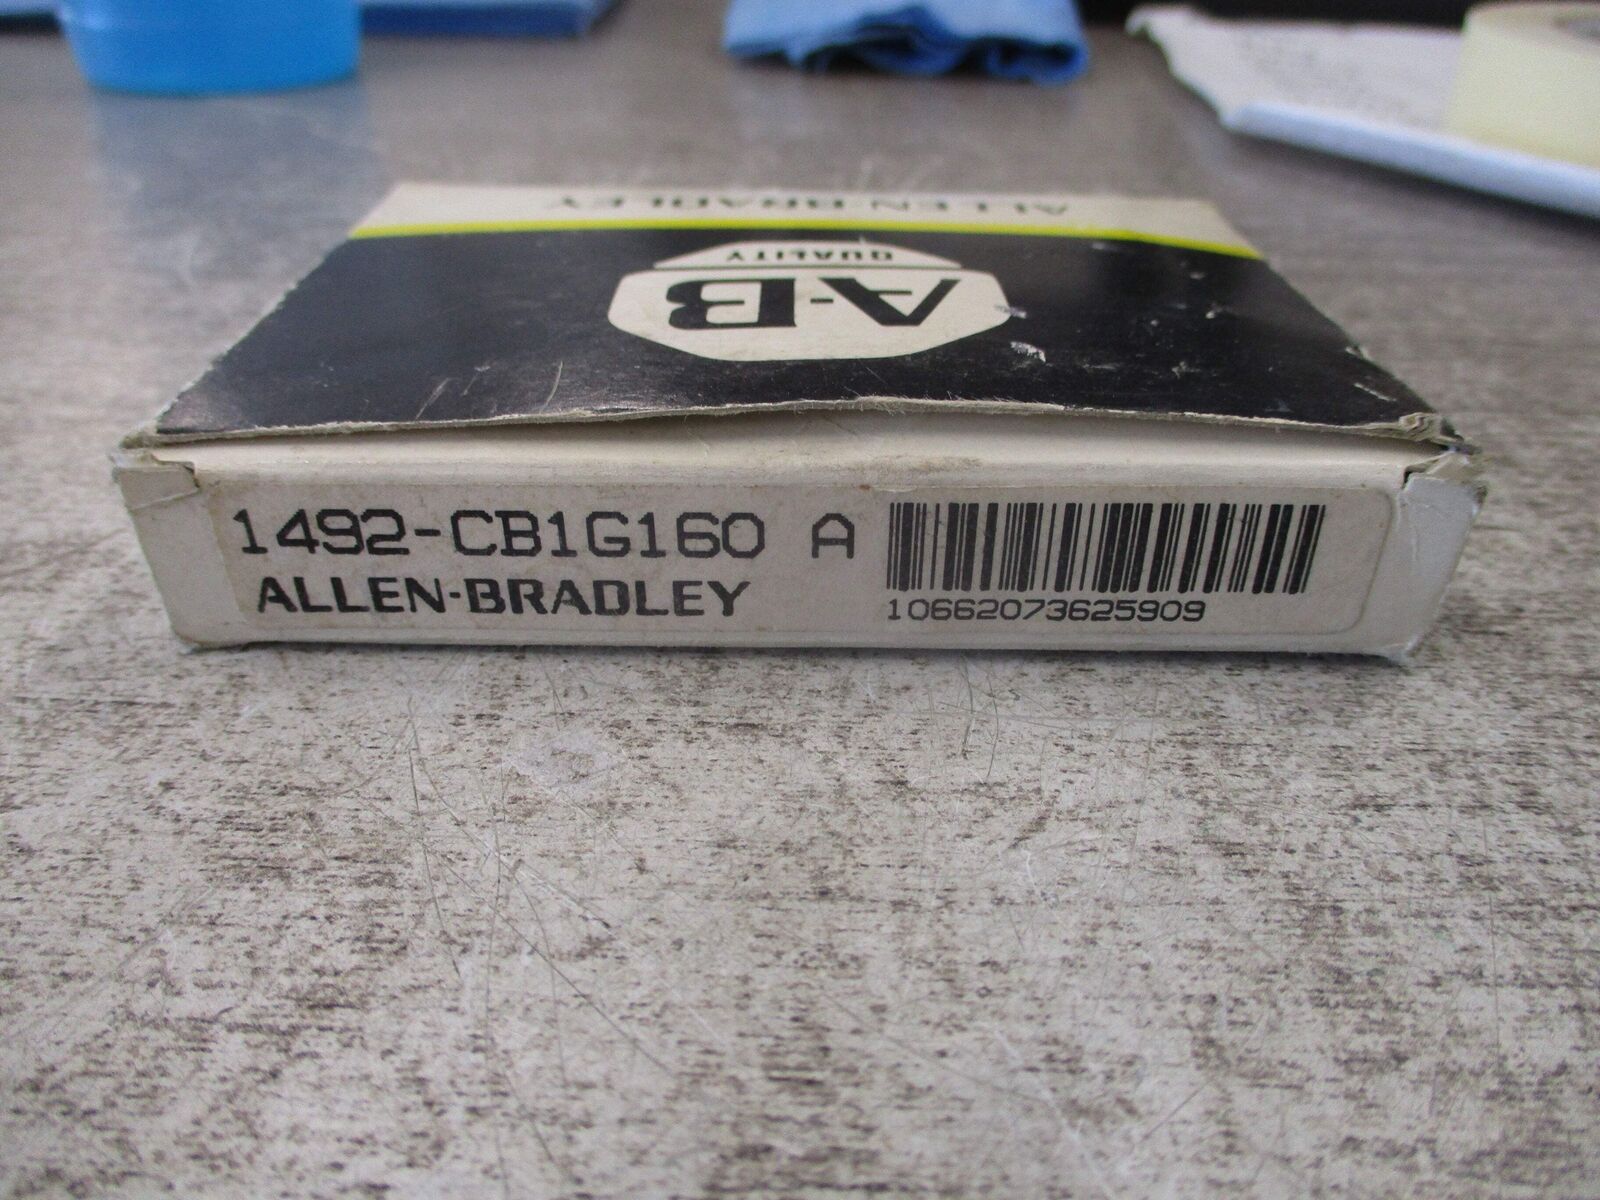 ALLEN-BRADLEY
QUALITY
A-B
1492-CB1G160 A
ALLEN-BRADLEY
10662073625909